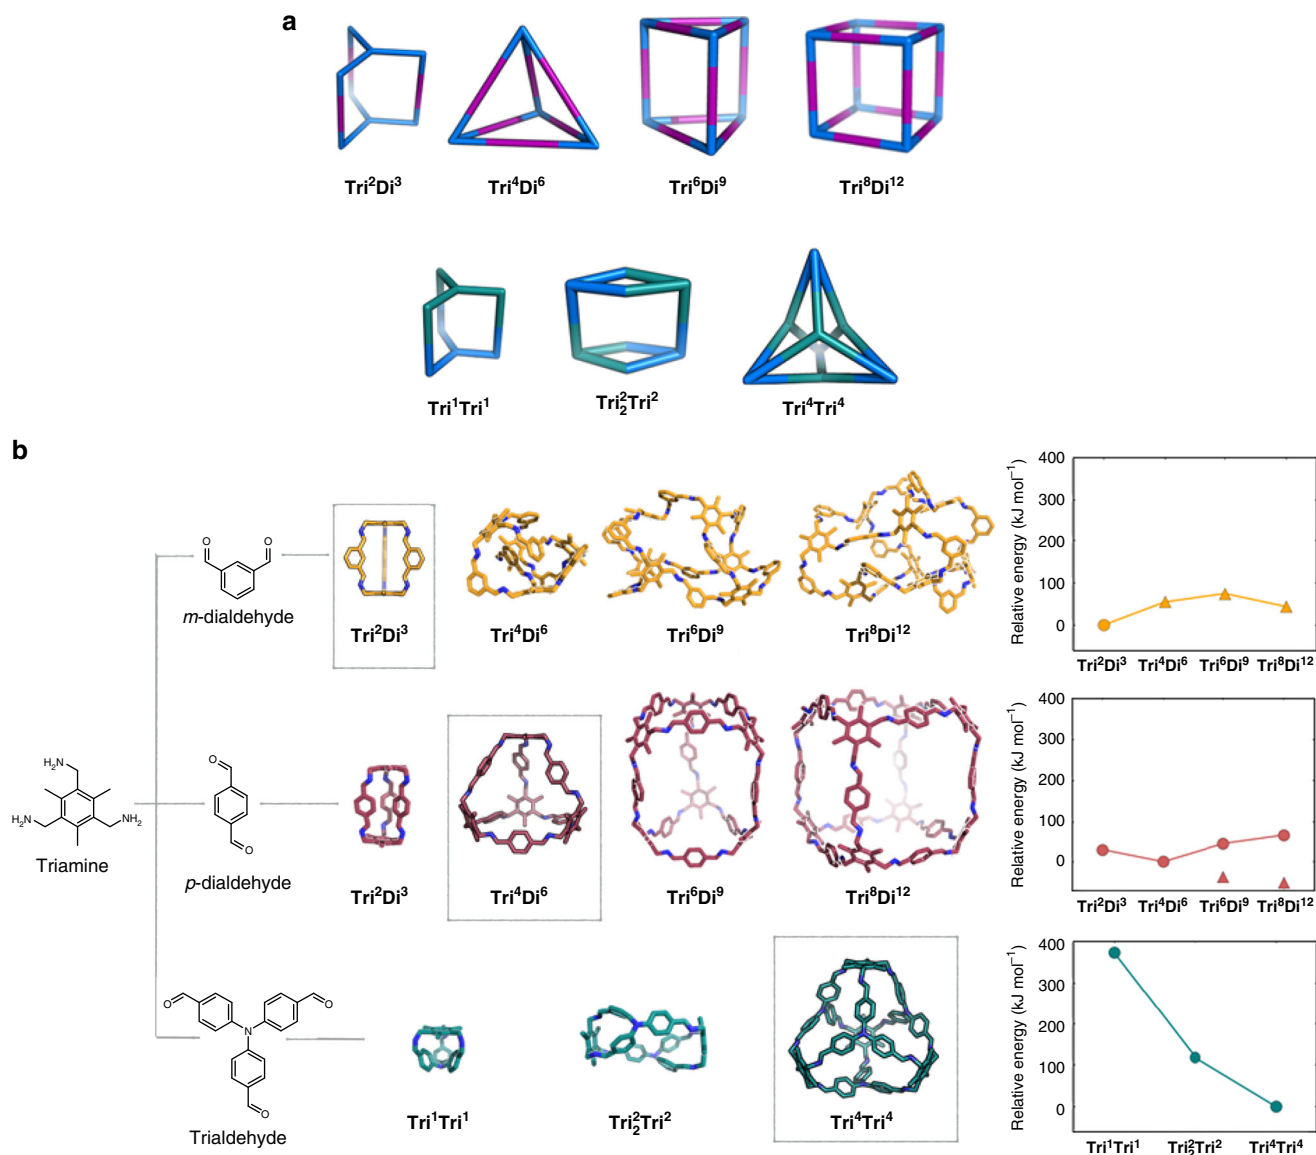 a
Tri²Di³ Tri⁴Di⁶ Tri⁶Di⁹ Tri⁸Di¹²
Tri¹Tri¹ Tri²₂Tri² Tri⁴Tri⁴
b
O O
m-dialdehyde
Tri²Di³ Tri⁴Di⁶ Tri⁶Di⁹ Tri⁸Di¹²
Relative energy (kJ mol⁻¹)
400
300
200
100
0
Tri²Di³ Tri⁴Di⁶ Tri⁶Di⁹ Tri⁸Di¹²
H₂N
H₂N NH₂
Triamine
O
O
p-dialdehyde
Tri²Di³ Tri⁴Di⁶ Tri⁶Di⁹ Tri⁸Di¹²
Relative energy (kJ mol⁻¹)
400
300
200
100
0
Tri²Di³ Tri⁴Di⁶ Tri⁶Di⁹ Tri⁸Di¹²
O O
N
O
Trialdehyde
Tri¹Tri¹ Tri²₂Tri² Tri⁴Tri⁴
Relative energy (kJ mol⁻¹)
400
300
200
100
0
Tri¹Tri¹ Tri²₂Tri² Tri⁴Tri⁴